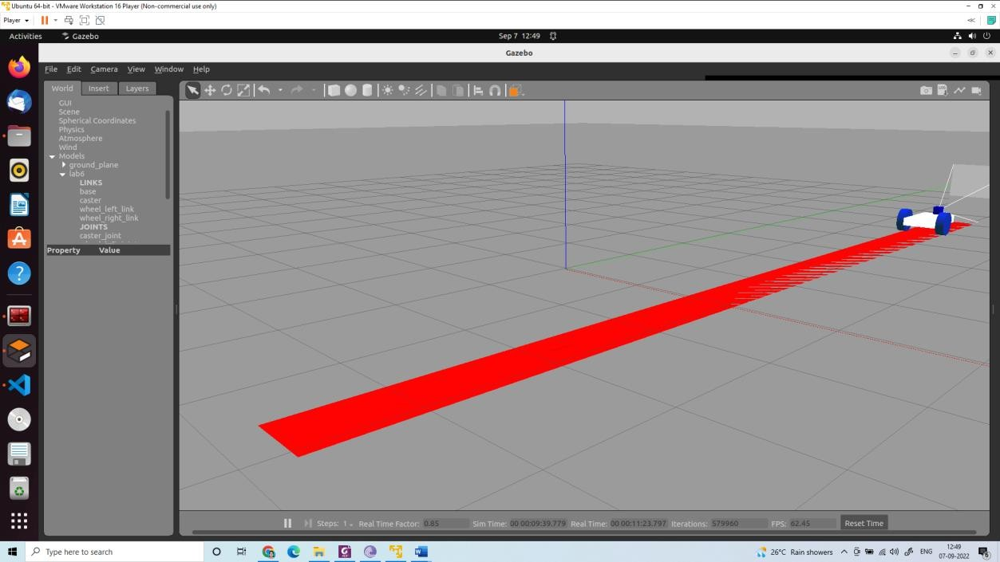 Ubuntu 64-bit - VMware Workstation 16 Player (Non-commercial use only)
Player
Activities Gazebo Sep 7 12:49
Gazebo
File Edit Camera View Window Help
World Insert Layers
GUI
Scene
Spherical Coordinates
Physics
Atmosphere
Wind
Models
ground_plane
lab6
LINKS
base
caster
wheel_left_link
wheel_right_link
JOINTS
caster_joint
Property Value
Steps: 1 Real Time Factor: 0.85 Sim Time: 00 00:09:39.779 Real Time: 00 00:11:23.797 Iterations: 579960 FPS: 62.45 Reset Time
Type here to search
26°C Rain showers
ENG
12:49
07-09-2022
6